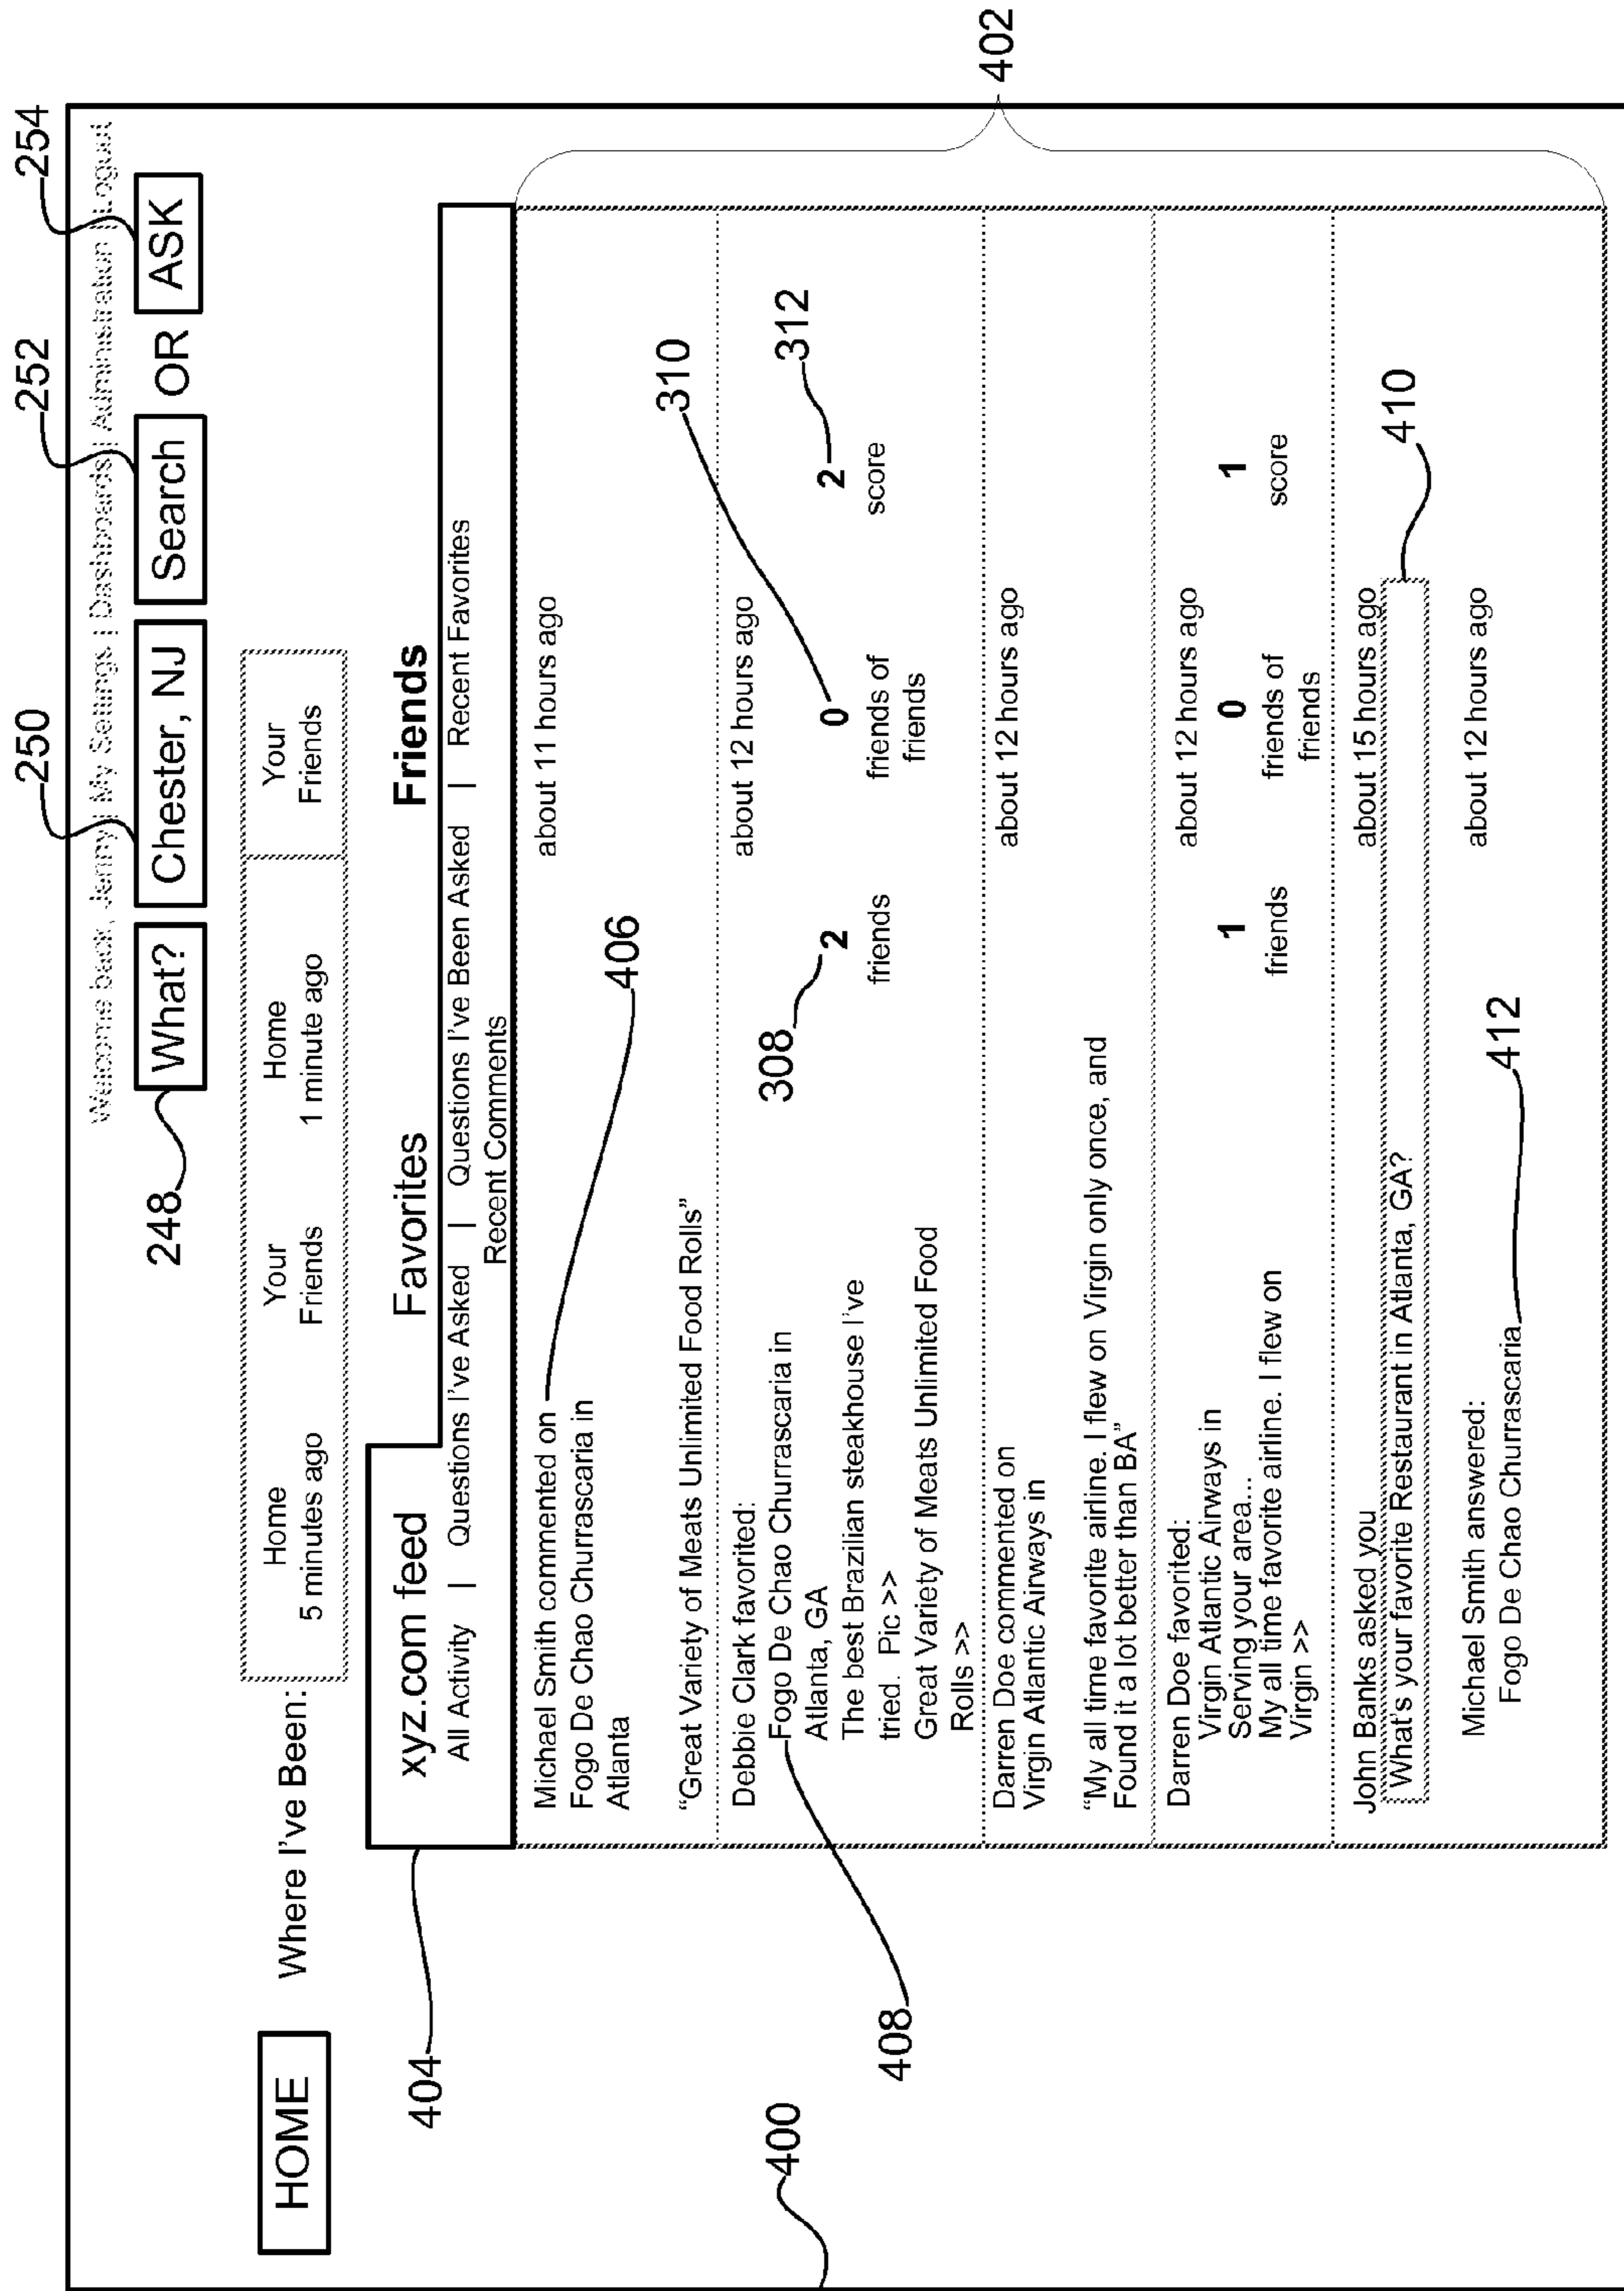 250
252
254
Welcome back, Jerry | My Settings | Dashboards | Administration | Logout
248
What?
Chester, NJ
Search
OR
ASK
HOME
Where I've Been:
Home
5 minutes ago
Your
Friends
Home
1 minute ago
Your
Friends
404
xyz.com feed
Favorites
Friends
All Activity | Questions I've Asked | Questions I've Been Asked | Recent Favorites
Recent Comments
402
Michael Smith commented on
about 11 hours ago
Fogo De Chao Churrascaria in
Atlanta
406
"Great Variety of Meats Unlimited Food Rolls"
310
Debbie Clark favorited:
about 12 hours ago
Fogo De Chao Churrascaria in
308
312
Atlanta, GA
2
0
2
The best Brazilian steakhouse I've
friends
friends of
friends
score
tried. Pic >>
Great Variety of Meats Unlimited Food
Rolls >>
408
400
Darren Doe commented on
about 12 hours ago
Virgin Atlantic Airways in
"My all time favorite airline. I flew on Virgin only once, and
Found it a lot better than BA"
Darren Doe favorited:
about 12 hours ago
Virgin Atlantic Airways in
Serving your area...
1
0
1
My all time favorite airline. I flew on
friends
friends of
friends
score
Virgin >>
John Banks asked you
about 15 hours ago
What's your favorite Restaurant in Atlanta, GA?
410
Michael Smith answered:
about 12 hours ago
Fogo De Chao Churrascaria
412